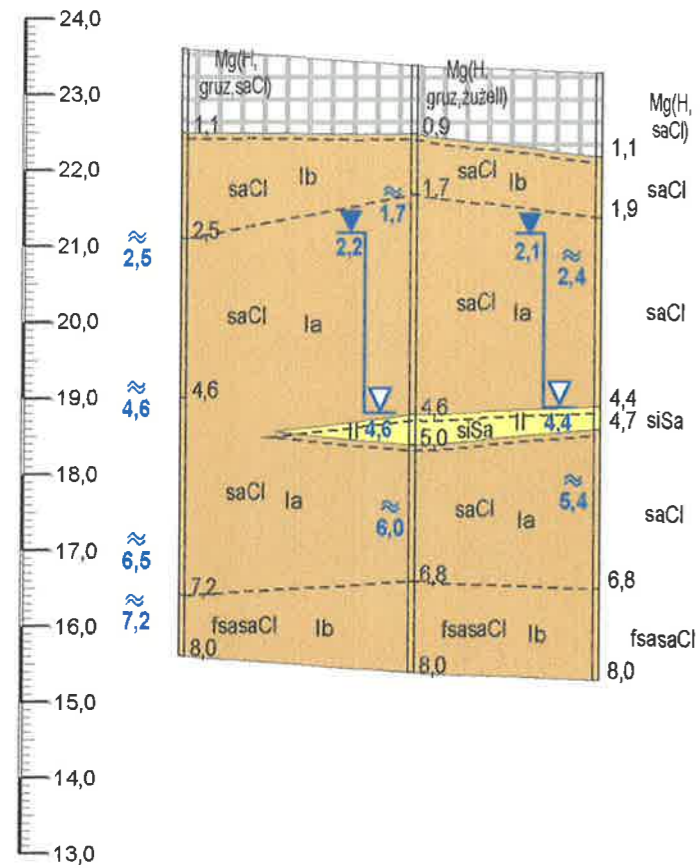 24,0
23,0
22,0
21,0
20,0
19,0
18,0
17,0
16,0
15,0
14,0
13,0
≈ 2,5
≈ 4,6
≈ 6,5
≈ 7,2
Mg(H,
gruz,saCl)
1,1
saCl Ib
2,5
saCl Ia
4,6
saCl Ia
7,2
fsasaCl Ib
8,0
≈ 1,7
2,2
II 4,6
≈ 6,0
Mg(H,
gruz,żużell)
0,9
saCl Ib
1,7
saCl Ia
4,6
siSa II
5,0
saCl Ia
6,8
fsasaCl Ib
8,0
2,1
≈ 2,4
4,4
≈ 5,4
Mg(H,
saCl)
1,1
saCl
1,9
saCl
4,4
4,7 siSa
saCl
6,8
fsasaCl
8,0